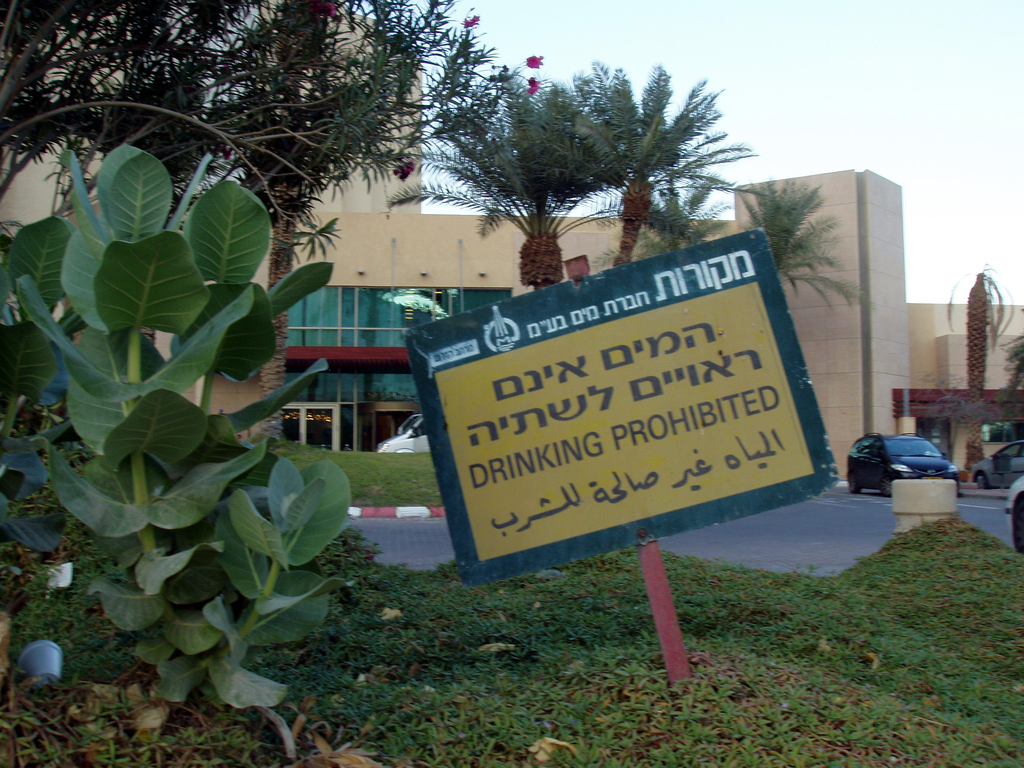 מקורות חברת מים בע"מ
המים אינם
ראויים לשתיה
DRINKING PROHIBITED
المياه غير صالحة للشرب